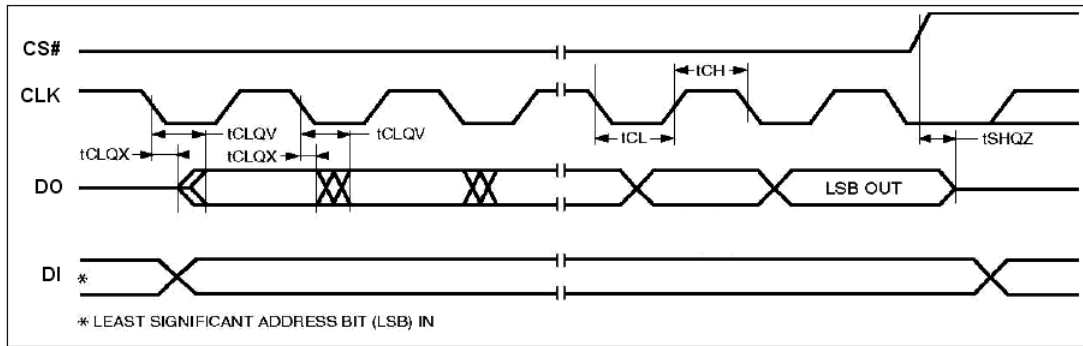 CS#
tCH
CLK
tCLQV
tCLQV
tCL
tSHQZ
tCLQX
tCLQX
DO
LSB OUT
DI
*
* LEAST SIGNIFICANT ADDRESS BIT (LSB) IN